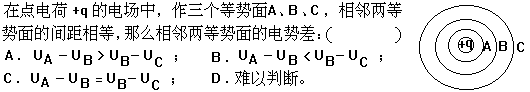 在点电荷 +q 的电场中，作三个等势面A、B、C，相邻两等
势面的间距相等，那么相邻两等势面的电势差：（ ）
A．UA－UB＞UB－UC ； B．UA－UB＜UB－UC ；
C．UA－UB=UB－UC ； D．难以判断。
+q A B C